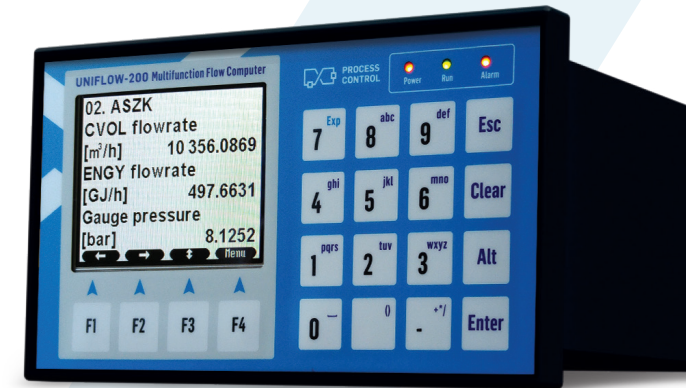 UNIFLOW-200 Multifunction Flow Computer
PROCESS
CONTROL
Power Run Alarm
02. ASZK
CVOL flowrate
[m³/h] 10 356.0869
ENGY flowrate
[GJ/h] 497.6631
Gauge pressure
[bar] 8.1252
← → ↕ Menu
F1 F2 F3 F4
7 Exp 8 abc 9 def Esc
4 ghi 5 jkl 6 mno Clear
1 pqrs 2 tuv 3 wxyz Alt
0 _ . () - +*/ Enter